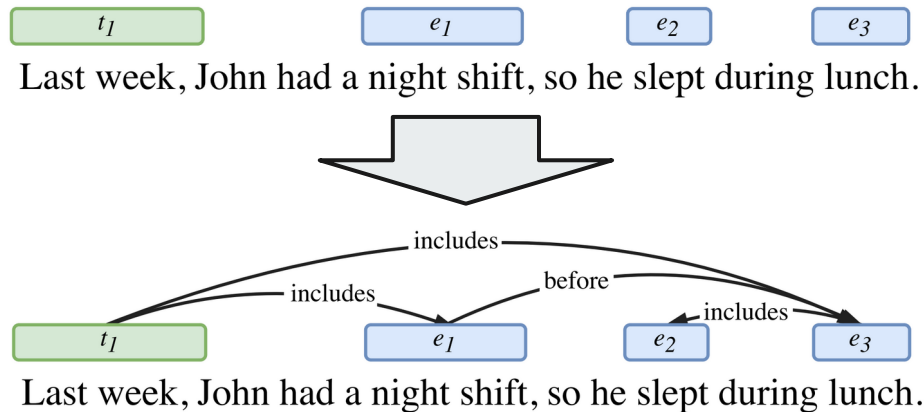 t1 e1 e2 e3
Last week, John had a night shift, so he slept during lunch.
includes
before
includes
includes
t1 e1 e2 e3
Last week, John had a night shift, so he slept during lunch.